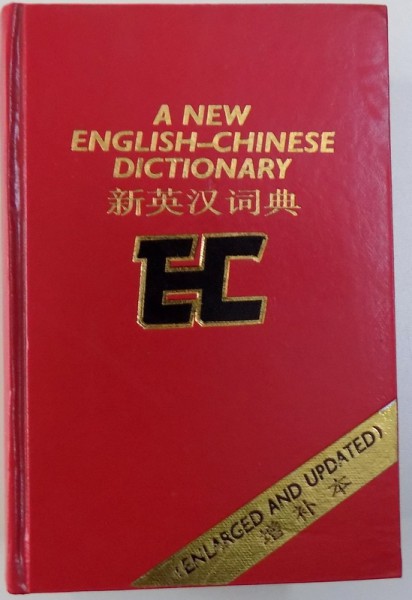 A NEW
ENGLISH–CHINESE
DICTIONARY
新英汉词典
EC
(ENLARGED AND UPDATED)
增补本